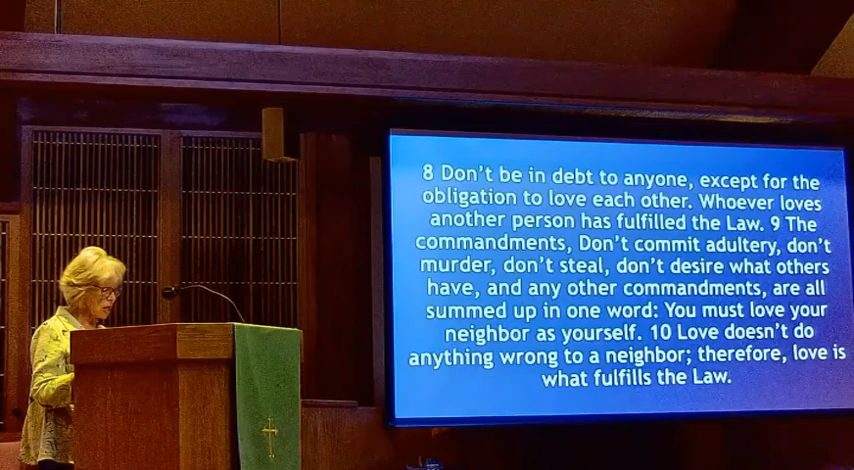 8 Don't be in debt to anyone, except for the
obligation to love each other. Whoever loves
another person has fulfilled the Law. 9 The
commandments, Don't commit adultery, don't
murder, don't steal, don't desire what others
have, and any other commandments, are all
summed up in one word: You must love your
neighbor as yourself. 10 Love doesn't do
anything wrong to a neighbor; therefore, love is
what fulfills the Law.